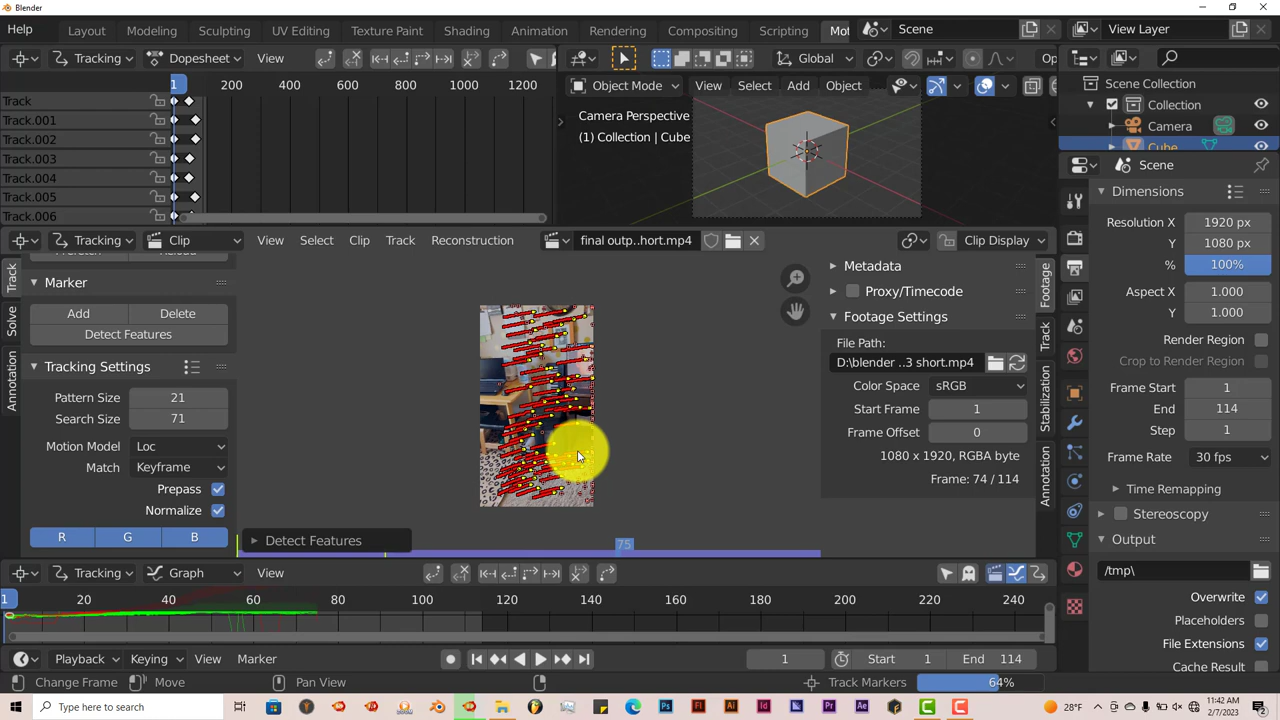 Blender
Help Layout Modeling Sculpting UV Editing Texture Paint Shading Animation Rendering Compositing Scripting Mot Scene View Layer
Tracking Dopesheet View Global Op
Object Mode View Select Add Object
1 200 400 600 800 1000 1200
Track
Track.001
Track.002
Track.003
Track.004
Track.005
Track.006
Camera Perspective
(1) Collection | Cube
Scene Collection
Collection
Camera
Cube
Scene
Dimensions
Resolution X 1920 px
Y 1080 px
% 100%
Aspect X 1.000
Y 1.000
Render Region
Crop to Render Region
Frame Start 1
End 114
Step 1
Frame Rate 30 fps
Time Remapping
Stereoscopy
Output
/tmp\
Overwrite
Placeholders
File Extensions
Cache Result
Tracking Clip View Select Clip Track Reconstruction final outp..hort.mp4 Clip Display
Track
Solve
Annotation
Marker
Add Delete
Detect Features
Tracking Settings
Pattern Size 21
Search Size 71
Motion Model Loc
Match Keyframe
Prepass
Normalize
R G B
Detect Features
75
Metadata
Proxy/Timecode
Footage Settings
File Path:
D:\blender ..3 short.mp4
Color Space sRGB
Start Frame 1
Frame Offset 0
1080 x 1920, RGBA byte
Frame: 74 / 114
Footage
Track
Stabilization
Annotation
Tracking Graph View
1 20 40 60 80 100 120 140 160 180 200 220 240
Playback Keying View Marker 1 Start 1 End 114
Change Frame Move Pan View Track Markers 64%
Type here to search 28°F 11:42 AM
2/7/2023